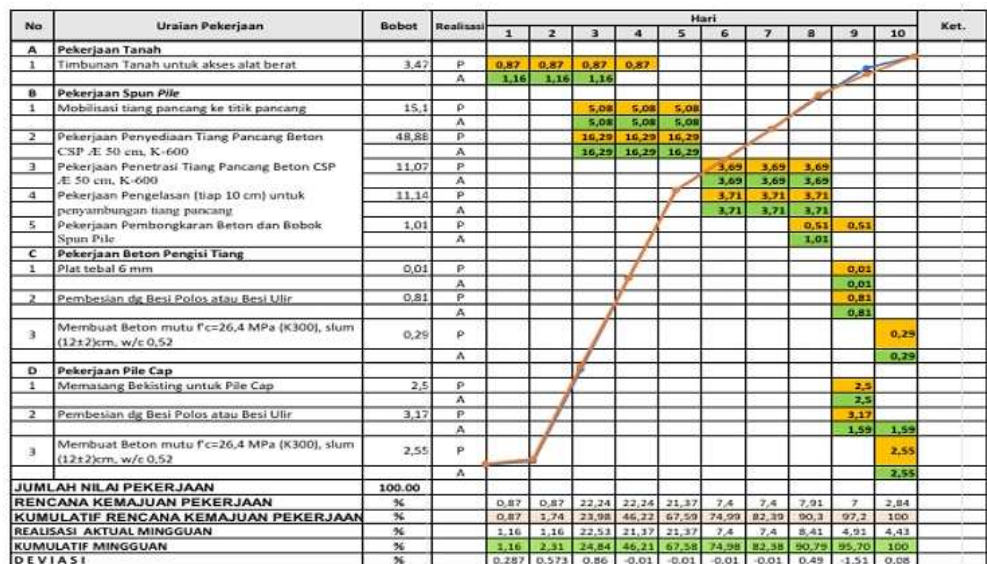 No Uraian Pekerjaan Bobot Realisasi Hari Ket.
1 2 3 4 5 6 7 8 9 10
A Pekerjaan Tanah
1 Timbunan Tanah untuk akses alat berat 3,47 P 0,87 0,87 0,87 0,87
A 1,16 1,16 1,16
B Pekerjaan Spun Pile
1 Mobilisasi tiang pancang ke titik pancang 15,1 P 5,08 5,08 5,08
A 5,08 5,08 5,08
2 Pekerjaan Penyediaan Tiang Pancang Beton 48,88 P 16,29 16,29 16,29
CSP Æ 50 cm, K-600 A 16,29 16,29 16,29
3 Pekerjaan Penetrasi Tiang Pancang Beton CSP 11,07 P 3,69 3,69 3,69
Æ 50 cm, K-600 A 3,69 3,69 3,69
4 Pekerjaan Pengelasan (tiap 10 cm) untuk 11,14 P 3,71 3,71 3,71
penyambungan tiang pancang A 3,71 3,71 3,71
5 Pekerjaan Pembongkaran Beton dan Bobok 1,01 P 0,51 0,51
Spun Pile A 1,01
C Pekerjaan Beton Pengisi Tiang
1 Plat tebal 6 mm 0,01 P 0,01
A 0,01
2 Pembesian dg Besi Polos atau Besi Ulir 0,81 P 0,81
A 0,81
3 Membuat Beton mutu f'c=26,4 MPa (K300), slum 0,29 P 0,29
(12±2)cm, w/c 0,52
A 0,29
D Pekerjaan Pile Cap
1 Memasang Bekisting untuk Pile Cap 2,5 P 2,5
A 2,5
2 Pembesian dg Besi Polos atau Besi Ulir 3,17 P 3,17
A 1,59 1,59
3 Membuat Beton mutu f'c=26,4 MPa (K300), slum 2,55 P 2,55
(12±2)cm, w/c 0,52
A 2,55
JUMLAH NILAI PEKERJAAN 100.00
RENCANA KEMAJUAN PEKERJAAN % 0,87 0,87 22,24 22,24 21,37 7,4 7,4 7,91 7 2,84
KUMULATIF RENCANA KEMAJUAN PEKERJAAN % 0,87 1,74 23,98 46,22 67,59 74,99 82,39 90,3 97,2 100
REALISASI AKTUAL MINGGUAN % 1,16 1,16 22,53 21,37 21,37 7,4 7,4 8,41 4,91 4,43
KUMULATIF MINGGUAN % 1,16 2,31 24,84 46,21 67,58 74,98 82,38 90,79 95,70 100
DEVIASI % 0,287 0,573 0,86 -0,01 -0,01 -0,01 -0,01 0,49 -1,51 0,08